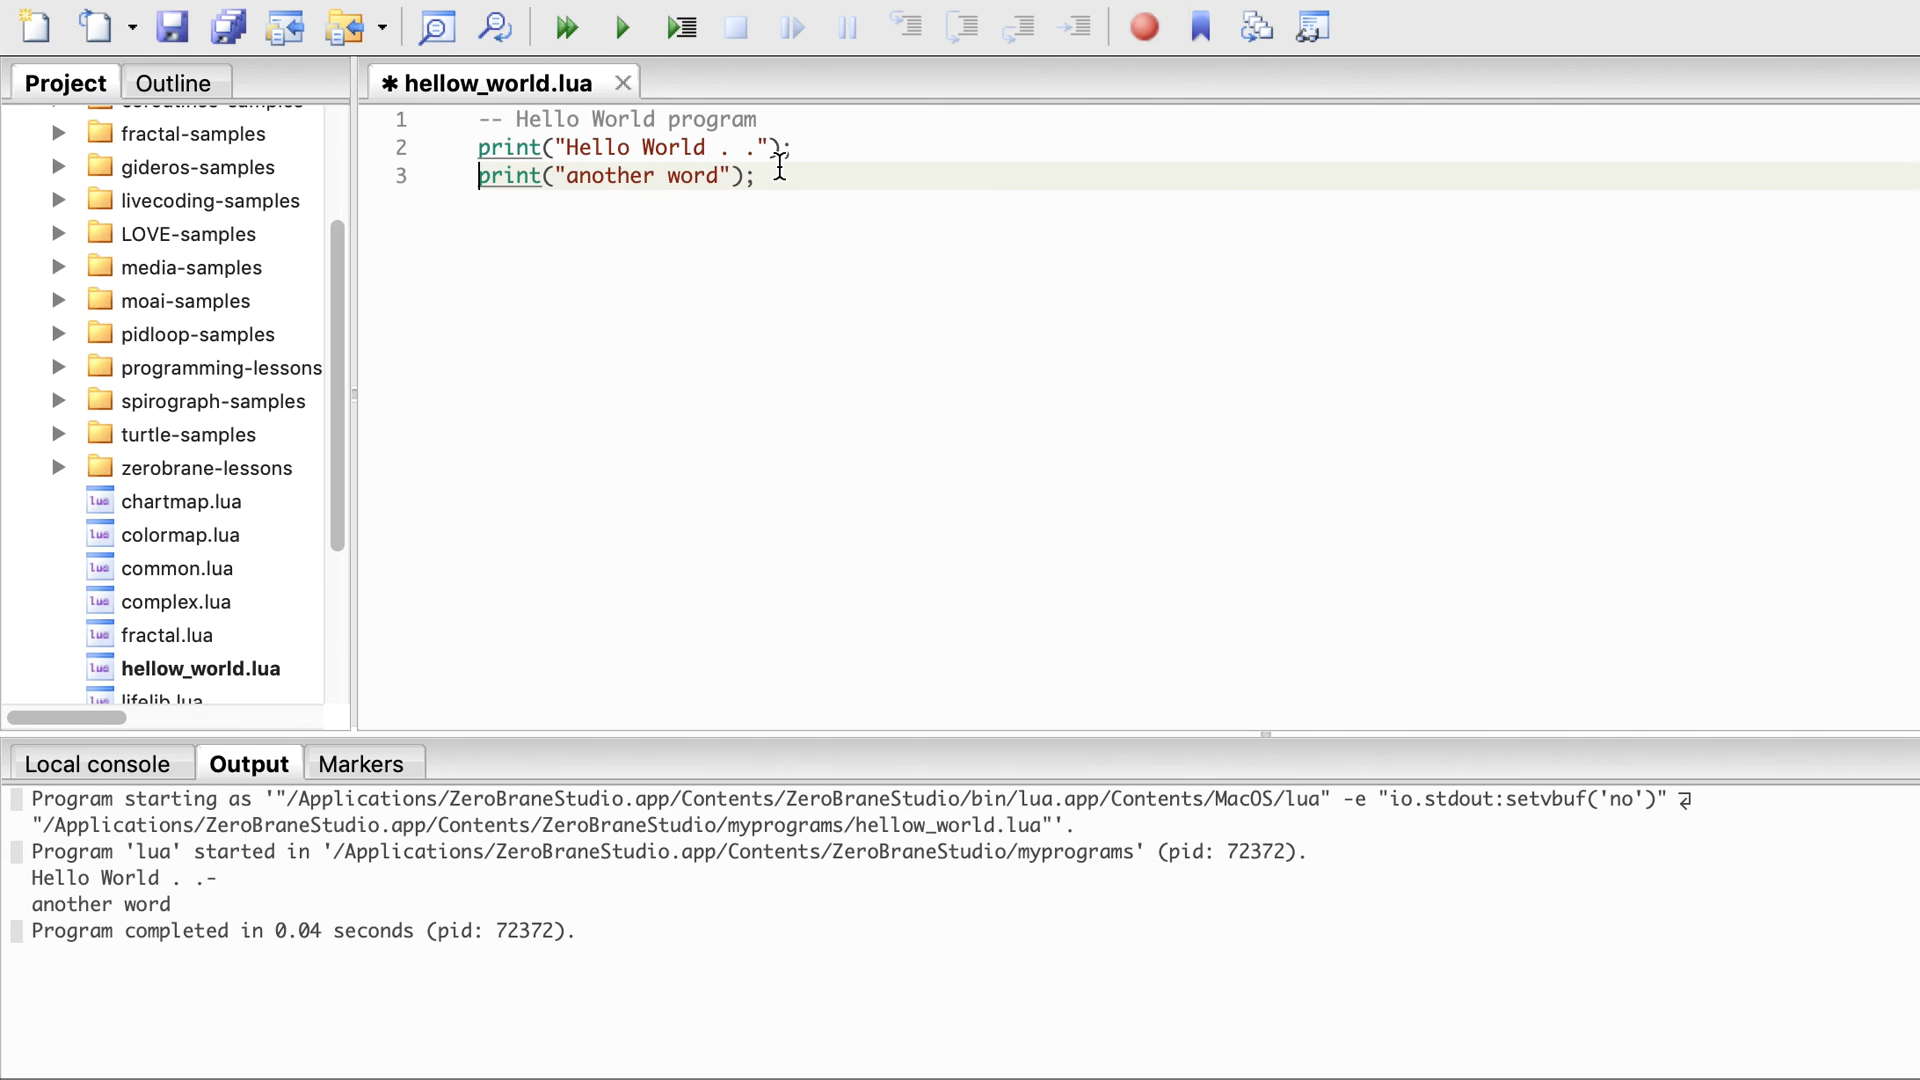 Project
Outline
✱ hellow_world.lua
fractal-samples
gideros-samples
livecoding-samples
LOVE-samples
media-samples
moai-samples
pidloop-samples
programming-lessons
spirograph-samples
turtle-samples
zerobrane-lessons
chartmap.lua
colormap.lua
common.lua
complex.lua
fractal.lua
hellow_world.lua
lifelib.lua
1 -- Hello World program
2 print("Hello World . .");
3 print("another word");
Local console
Output
Markers
Program starting as '"/Applications/ZeroBraneStudio.app/Contents/ZeroBraneStudio/bin/lua.app/Contents/MacOS/lua" -e "io.stdout:setvbuf('no')"
"/Applications/ZeroBraneStudio.app/Contents/ZeroBraneStudio/myprograms/hellow_world.lua"'.
Program 'lua' started in '/Applications/ZeroBraneStudio.app/Contents/ZeroBraneStudio/myprograms' (pid: 72372).
Hello World . .-
another word
Program completed in 0.04 seconds (pid: 72372).